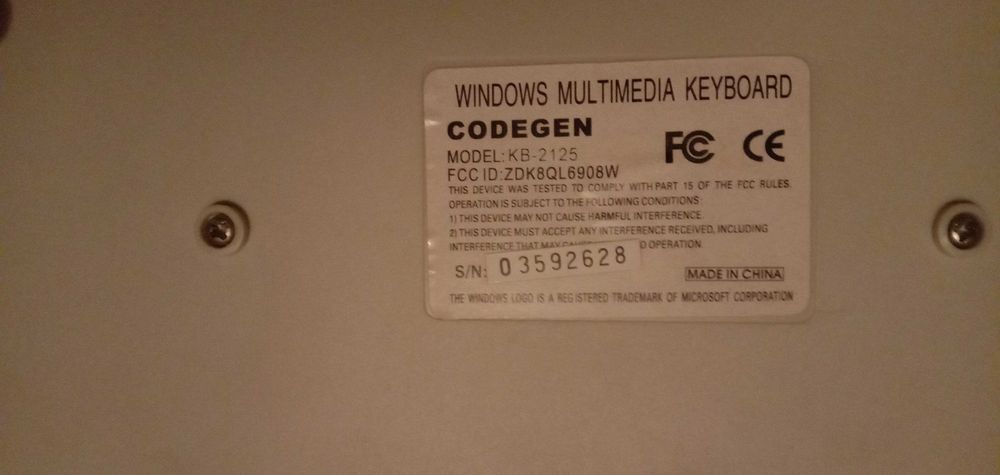 WINDOWS MULTIMEDIA KEYBOARD
CODEGEN
FC CE
MODEL: KB-2125
FCC ID: ZDK8QL6908W
THIS DEVICE WAS TESTED TO COMPLY WITH PART 15 OF THE FCC RULES.
OPERATION IS SUBJECT TO THE FOLLOWING CONDITIONS:
1) THIS DEVICE MAY NOT CAUSE HARMFUL INTERFERENCE
2) THIS DEVICE MUST ACCEPT ANY INTERFERENCE RECEIVED, INCLUDING
INTERFERENCE THAT MAY D OPERATION
S/N: 03592628
MADE IN CHINA
THE WINDOWS LOGO IS A REGISTERED TRADEMARK OF MICROSOFT CORPORATION